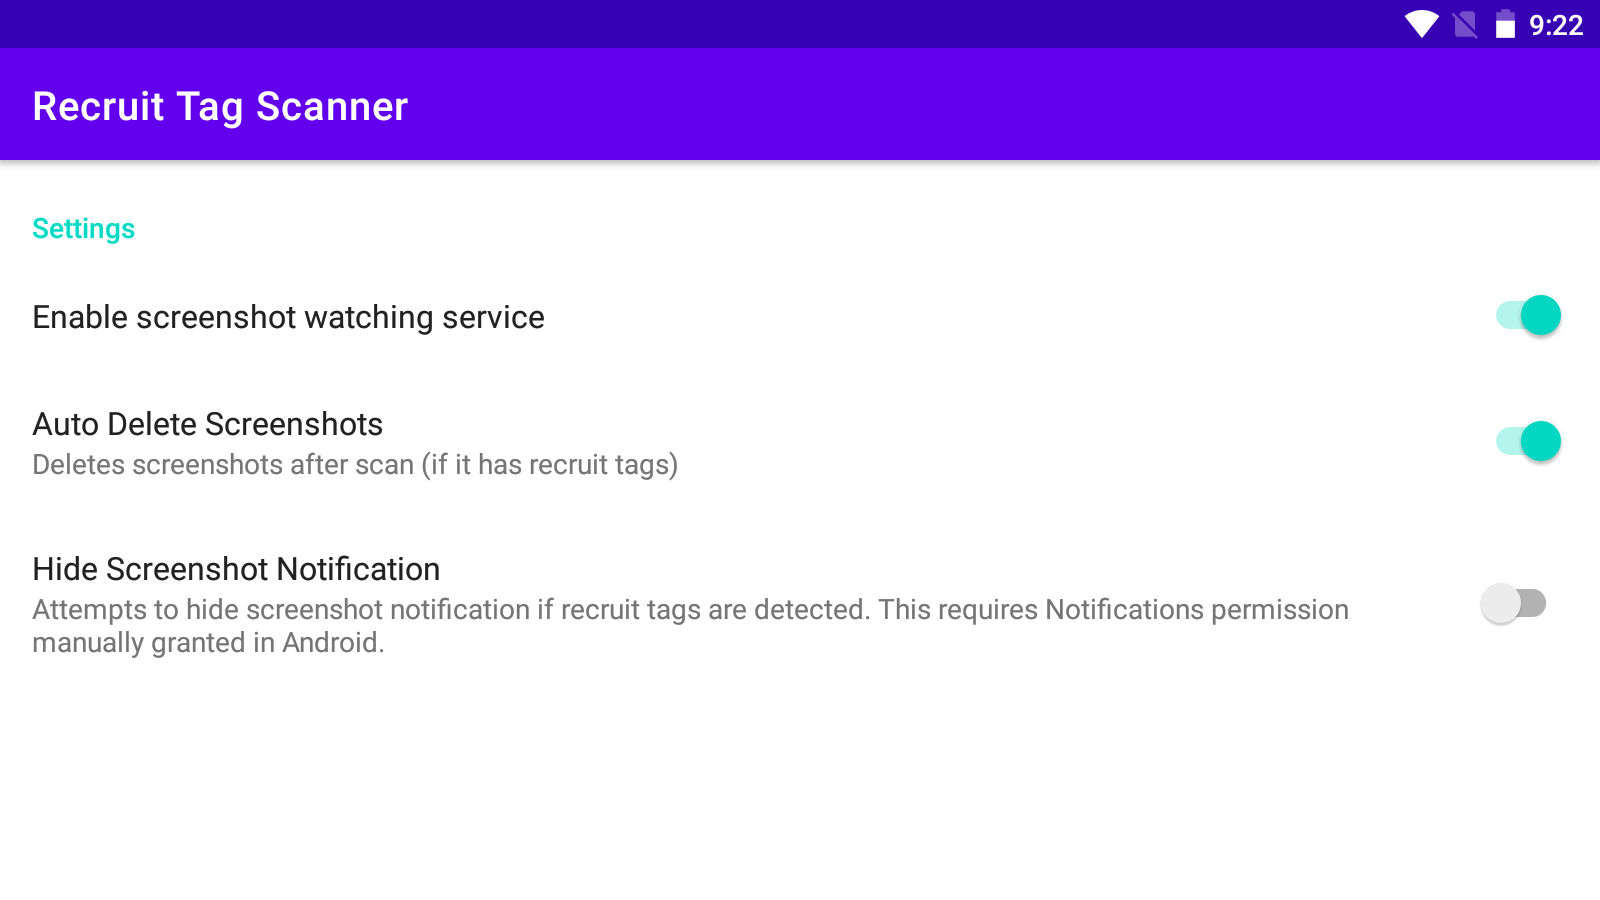 9:22
Recruit Tag Scanner
Settings
Enable screenshot watching service
Auto Delete Screenshots
Deletes screenshots after scan (if it has recruit tags)
Hide Screenshot Notification
Attempts to hide screenshot notification if recruit tags are detected. This requires Notifications permission
manually granted in Android.